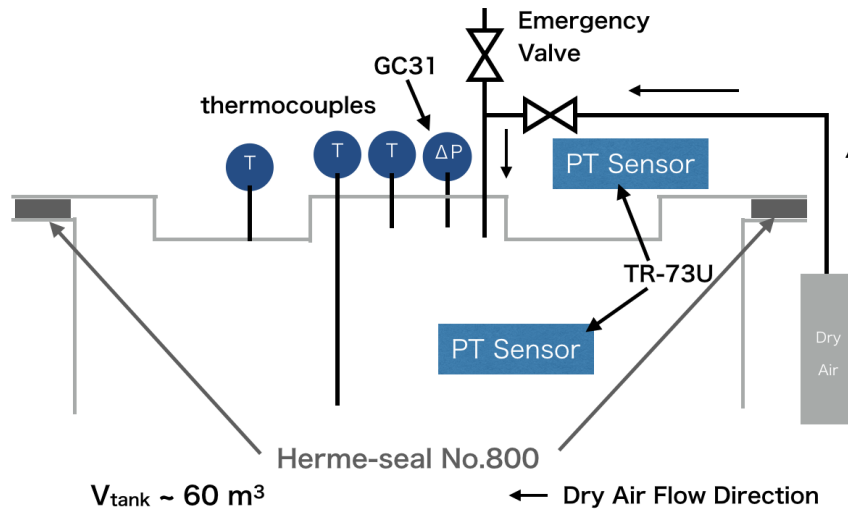 Emergency
Valve
GC31
thermocouples
T
T
T
ΔP
PT Sensor
TR-73U
PT Sensor
Dry
Air
Herme-seal No.800
Vtank ~ 60 m³
Dry Air Flow Direction